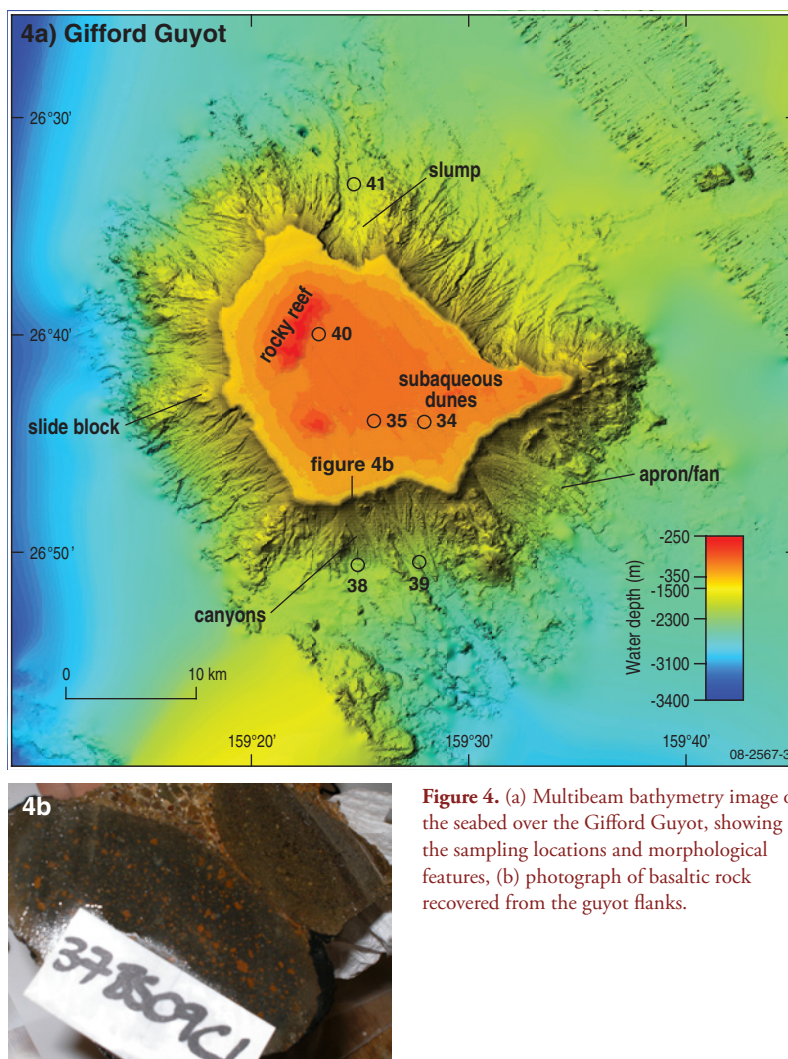 4a) Gifford Guyot
26°30'
41
slump
rocky reef
26°40'
40
subaqueous
dunes
slide block
35
34
figure 4b
apron/fan
26°50'
38
39
canyons
Water depth (m)
-250
-350
-1500
-2300
-3100
-3400
0
10 km
159°20'
159°30'
159°40'
08-2567-3
4b
37BS09C1
Figure 4. (a) Multibeam bathymetry image
the seabed over the Gifford Guyot, showing
the sampling locations and morphological
features, (b) photograph of basaltic rock
recovered from the guyot flanks.